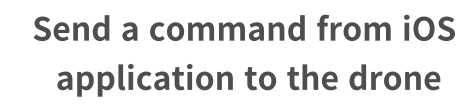 Send a command from iOS
application to the drone